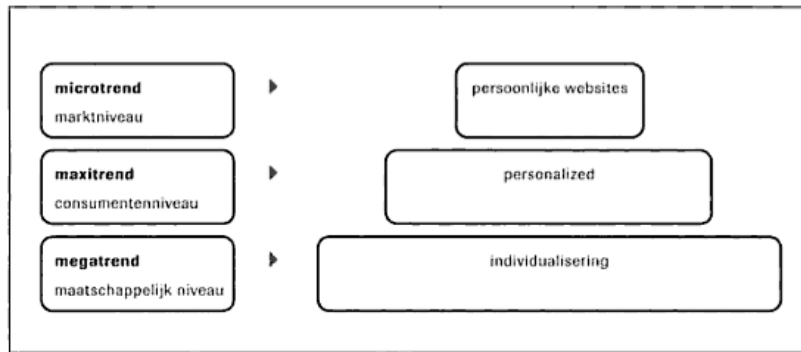 microtrend
marktniveau
persoonlijke websites
maxitrend
consumentenniveau
personalized
megatrend
maatschappelijk niveau
individualisering